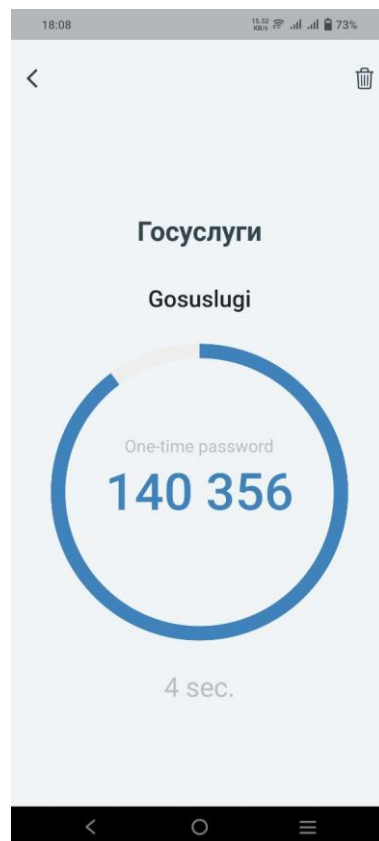 18:08
15.52
KB/s
73%
Госуслуги
Gosuslugi
One-time password
140 356
4 sec.